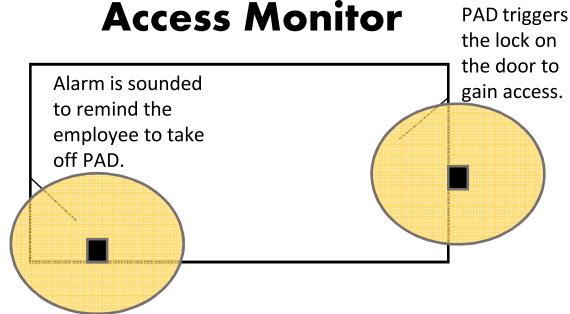 Access Monitor
PAD triggers
the lock on
the door to
gain access.
Alarm is sounded
to remind the
employee to take
off PAD.